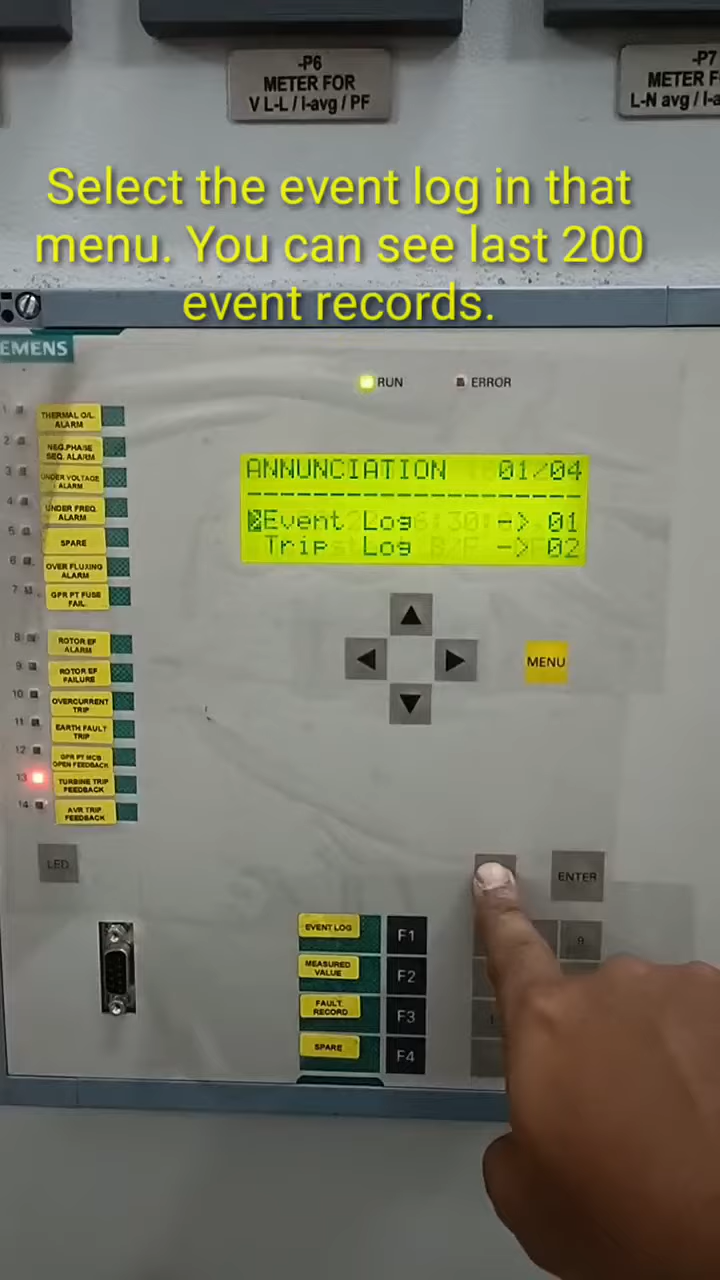 -P6
METER FOR
V L-L / I-avg / PF
-P7
METER F
L-N avg / I-a
Select the event log in that
menu. You can see last 200
event records.
EMENS
RUN
ERROR
ANNUNCIATION 01/04
Event Log -> 01
Trip Log -> 02
1 THERMAL O/L. ALARM
2 NEG.PHASE SEQ. ALARM
3 UNDER VOLTAGE ALARM
4 UNDER FREQ. ALARM
5 SPARE
6 OVER FLUXING ALARM
7 GPR PT FUSE FAIL.
8 ROTOR EF ALARM
9 ROTOR EF FAILURE
10 OVERCURRENT TRIP
11 EARTH FAULT TRIP
12 GPR PT MCB OPEN FEEDBACK
13 TURBINE TRIP FEEDBACK
14 AVR TRIP FEEDBACK
MENU
LED
ENTER
EVENT LOG F1
MEASURED VALUE F2
FAULT RECORD F3
SPARE F4
9